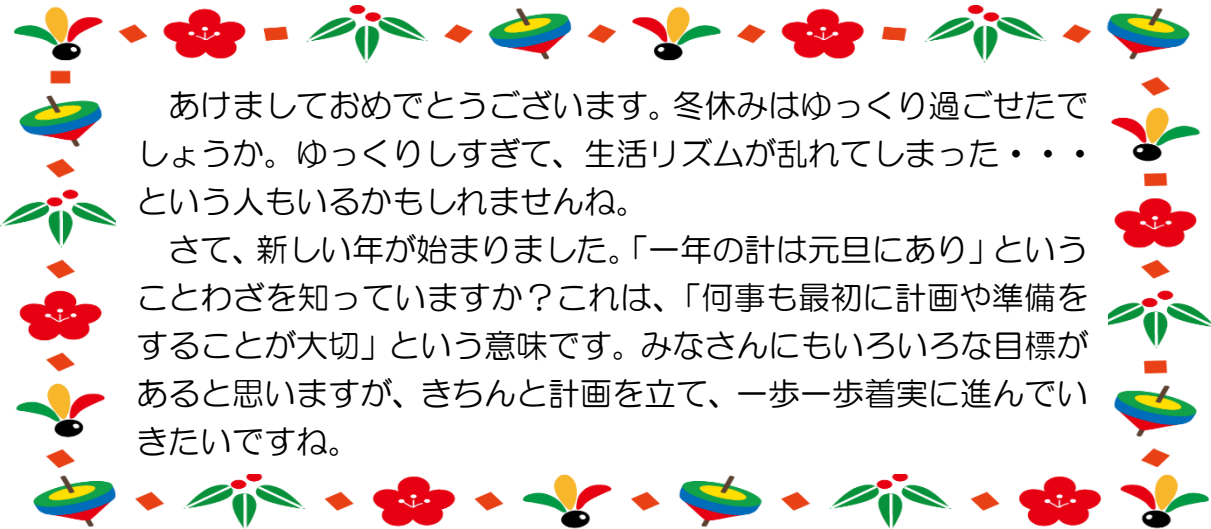 あけましておめでとうございます。冬休みはゆっくり過ごせたで
しょうか。ゆっくりしすぎて、生活リズムが乱れてしまった・・・
という人もいるかもしれませんね。
　さて、新しい年が始まりました。「一年の計は元旦にあり」という
ことわざを知っていますか？これは、「何事も最初に計画や準備を
することが大切」という意味です。みなさんにもいろいろな目標が
あると思いますが、きちんと計画を立て、一歩一歩着実に進んでい
きたいですね。